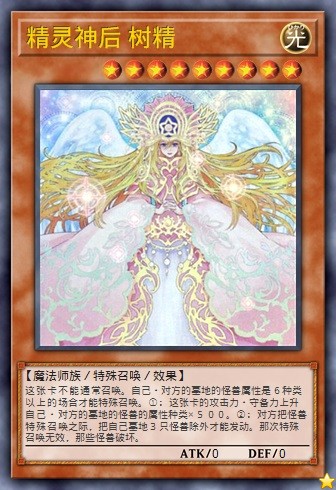 精灵神后 树精
光
【魔法师族／特殊召唤／效果】
这张卡不能通常召唤。自己·对方的墓地的怪兽属性是６种类
以上的场合才能特殊召唤。①：这张卡的攻击力·守备力上升
自己·对方的墓地的怪兽的属性种类×５００。②：对方把怪兽
特殊召唤之际，把自己墓地３只怪兽除外才能发动。那次特殊
召唤无效，那些怪兽破坏。
ATK/0 DEF/0